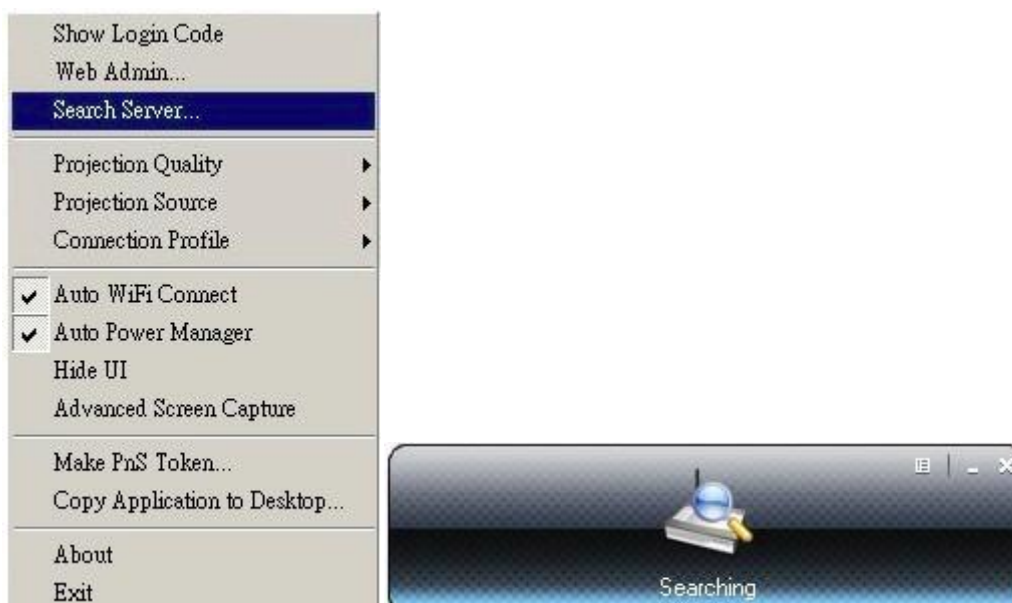 Show Login Code
Web Admin...
Search Server...
Projection Quality
Projection Source
Connection Profile
Auto WiFi Connect
Auto Power Manager
Hide UI
Advanced Screen Capture
Make PnS Token...
Copy Application to Desktop...
About
Exit
Searching